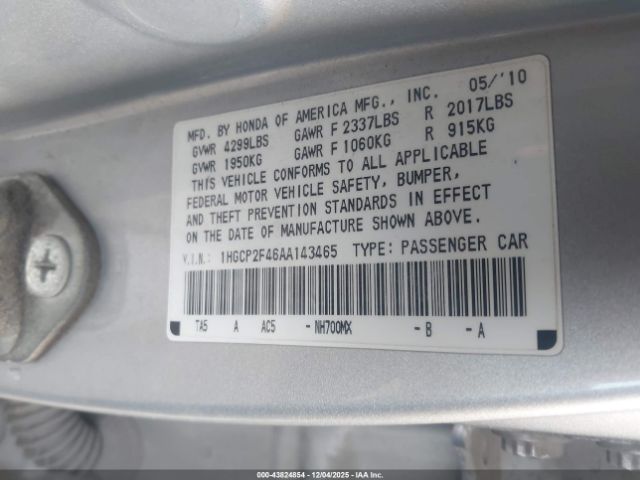 MFD. BY HONDA OF AMERICA MFG., INC. 05/'10
GVWR 4299LBS GAWR F 2337LBS R 2017LBS
GVWR 1950KG GAWR F 1060KG R 915KG
THIS VEHICLE CONFORMS TO ALL APPLICABLE
FEDERAL MOTOR VEHICLE SAFETY, BUMPER,
AND THEFT PREVENTION STANDARDS IN EFFECT
ON THE DATE OF MANUFACTURE SHOWN ABOVE.
V.I.N.: 1HGCP2F46AA143465 TYPE: PASSENGER CAR
TA5 A AC5 -NH700MX -B -A
000-43824854 | 12/04/2025 - IAAI.COM